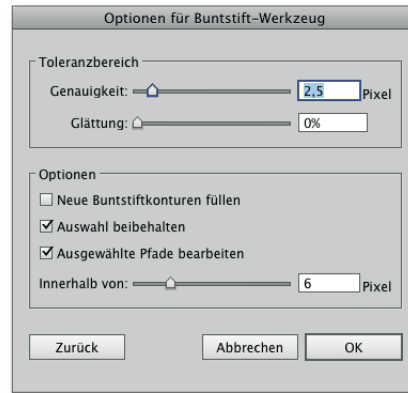 Optionen für Buntstift-Werkzeug
Toleranzbereich
Genauigkeit: 2,5 Pixel
Glättung: 0%
Optionen
Neue Buntstiftkonturen füllen
Auswahl beibehalten
Ausgewählte Pfade bearbeiten
Innerhalb von: 6 Pixel
Zurück Abbrechen OK